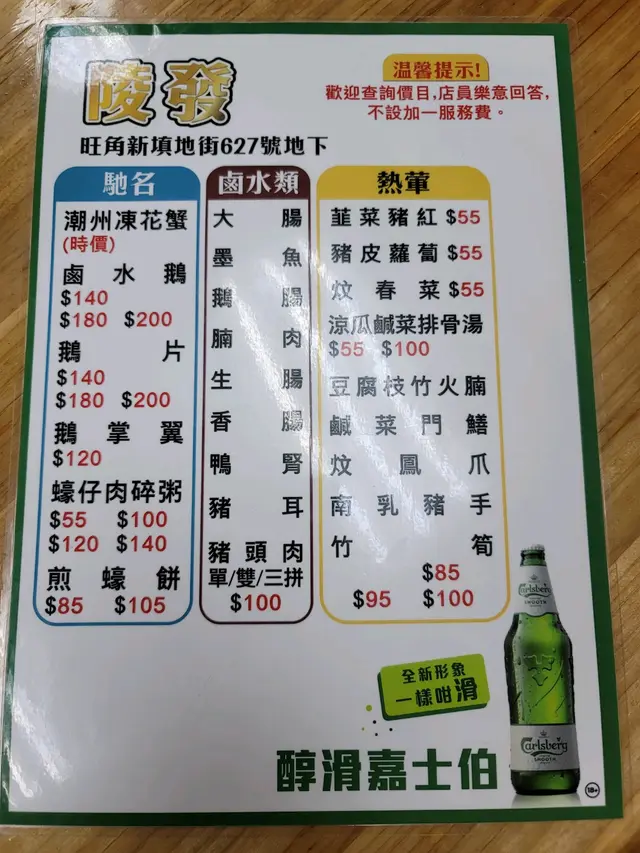 陵發
溫馨提示!
歡迎查詢價目,店員樂意回答,
不設加一服務費。
旺角新填地街627號地下
馳名
潮州凍花蟹
(時價)
鹵水鵝
$140
$180 $200
鵝片
$140
$180 $200
鵝掌翼
$120
蠔仔肉碎粥
$55 $100
$120 $140
煎蠔餅
$85 $105
鹵水類
大腸
墨魚
鵝腸
腩肉
生腸
香腸
鴨腎
豬耳
豬頭肉
單/雙/三拼
$100
熱葷
韮菜豬紅 $55
豬皮蘿蔔 $55
炆春菜 $55
涼瓜鹹菜排骨湯
$55 $100
豆腐枝竹火腩
鹹菜門鱔
炆鳳爪
南乳豬手
竹筍
$85
$95 $100
全新形象
一樣咁滑
醇滑嘉士伯
Carlsberg
SMOOTH
Carlsberg
SMOOTH
18+